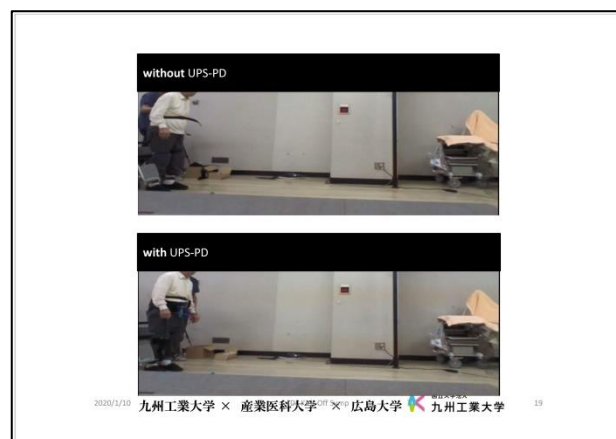 without UPS-PD
with UPS-PD
2020/1/10
九州工業大学 × 産業医科大学 × 広島大学
九州工業大学
19